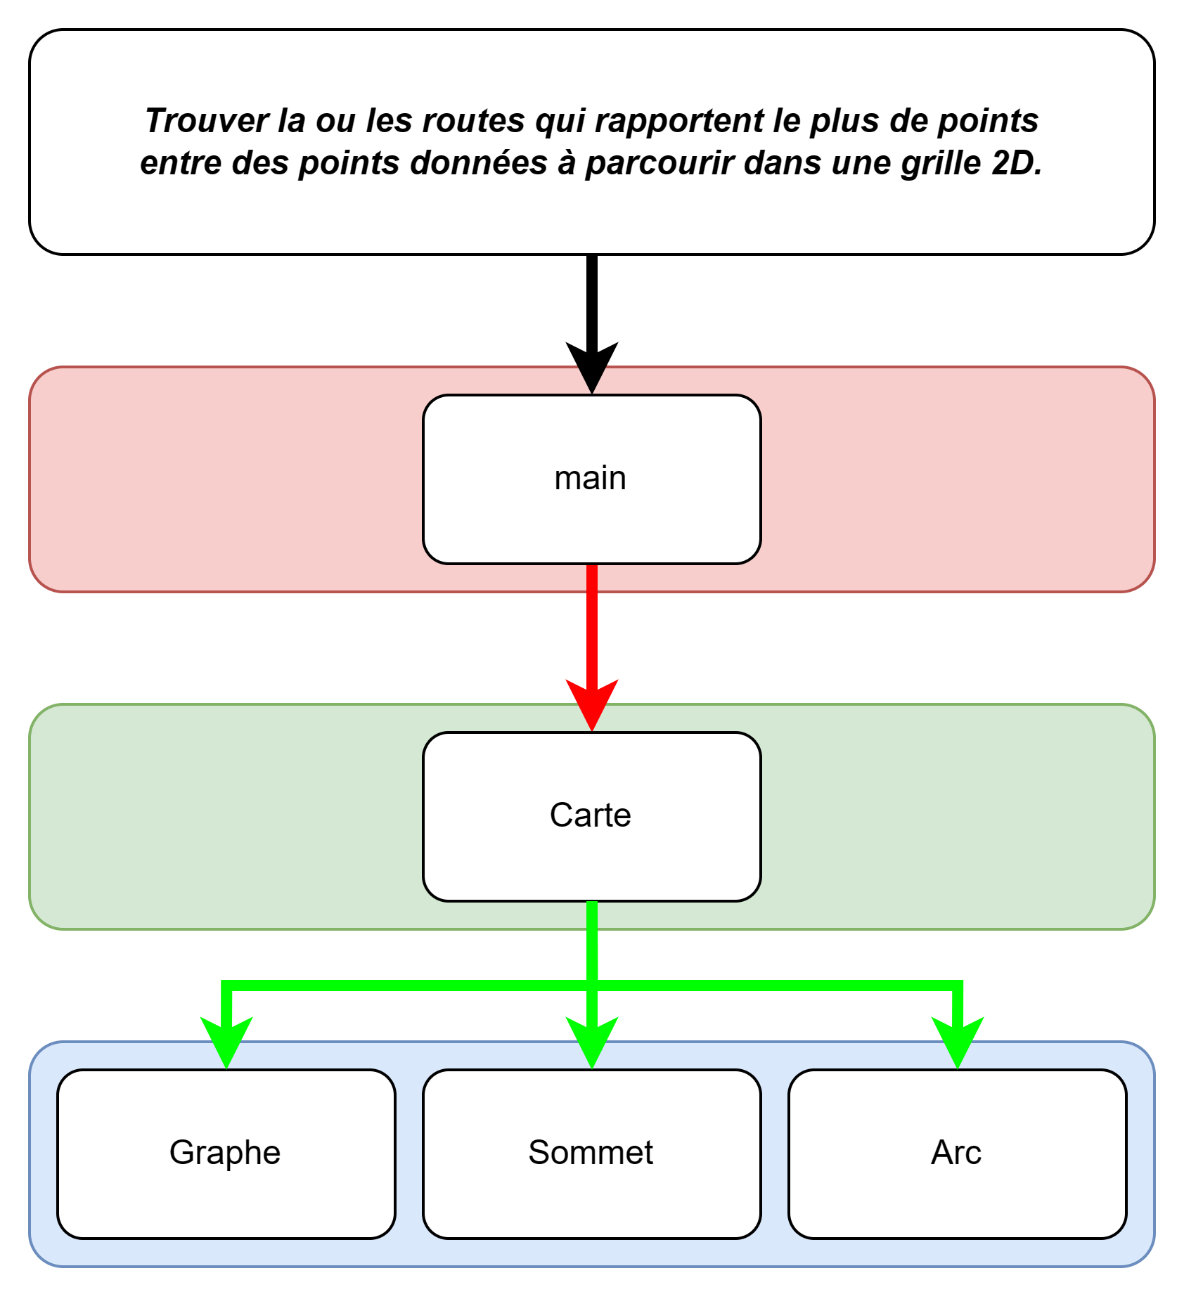 Trouver la ou les routes qui rapportent le plus de points
entre des points données à parcourir dans une grille 2D.
main
Carte
Graphe
Sommet
Arc